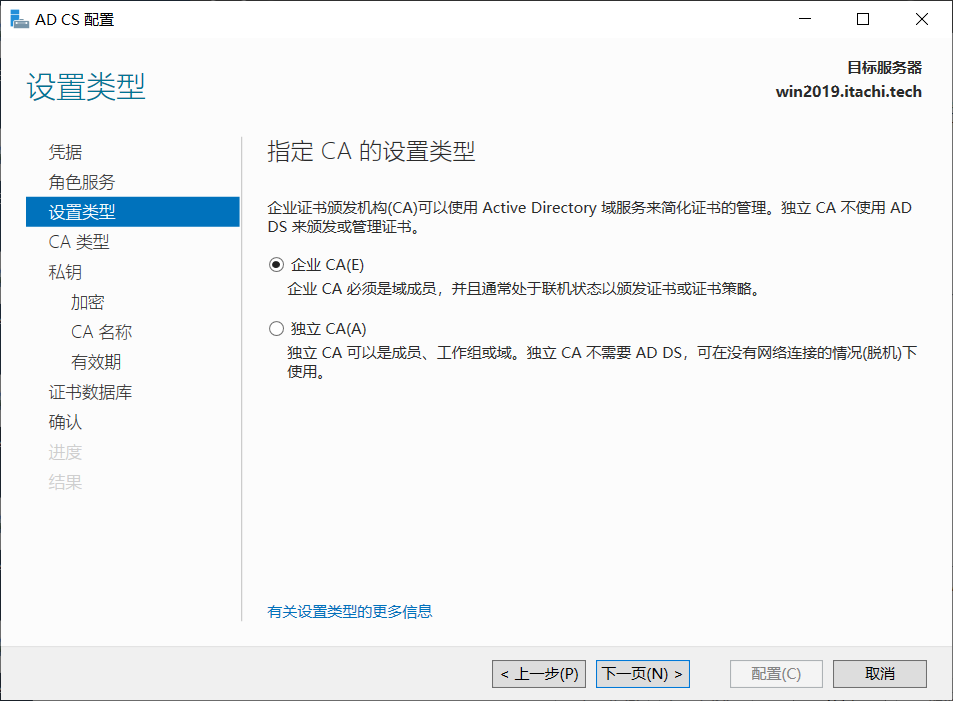 AD CS 配置
设置类型
目标服务器
win2019.itachi.tech
凭据
角色服务
设置类型
CA 类型
私钥
加密
CA 名称
有效期
证书数据库
确认
进度
结果
指定 CA 的设置类型
企业证书颁发机构(CA)可以使用 Active Directory 域服务来简化证书的管理。独立 CA 不使用 AD
DS 来颁发或管理证书。
企业 CA(E)
企业 CA 必须是域成员，并且通常处于联机状态以颁发证书或证书策略。
独立 CA(A)
独立 CA 可以是成员、工作组或域。独立 CA 不需要 AD DS，可在没有网络连接的情况(脱机)下
使用。
有关设置类型的更多信息
< 上一步(P)
下一页(N) >
配置(C)
取消